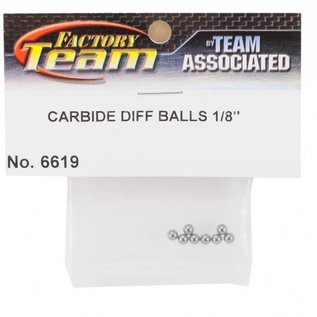 FACTORY
Team
BY TEAM
ASSOCIATED
CARBIDE DIFF BALLS 1/8"
No. 6619